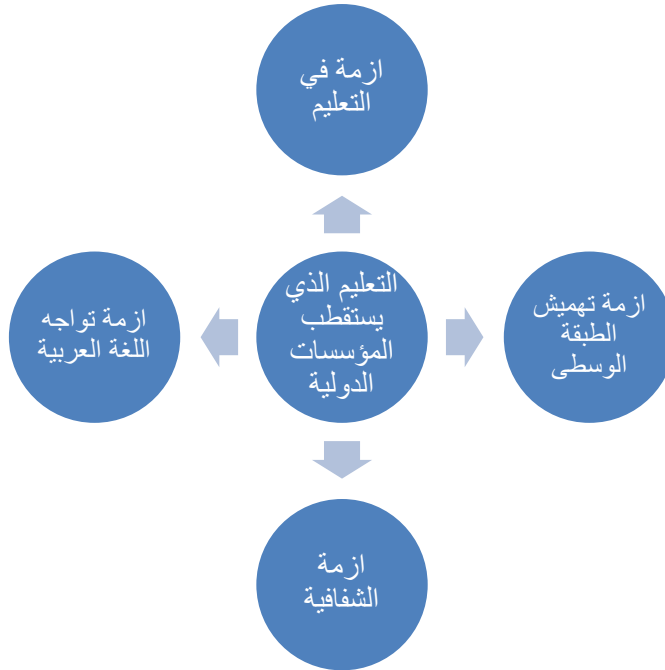 ازمة في
التعليم
ازمة تهميش
الطبقة
الوسطى
التعليم الذي
يستقطب
المؤسسات
الدولية
ازمة تواجه
اللغة العربية
ازمة
الشفافية